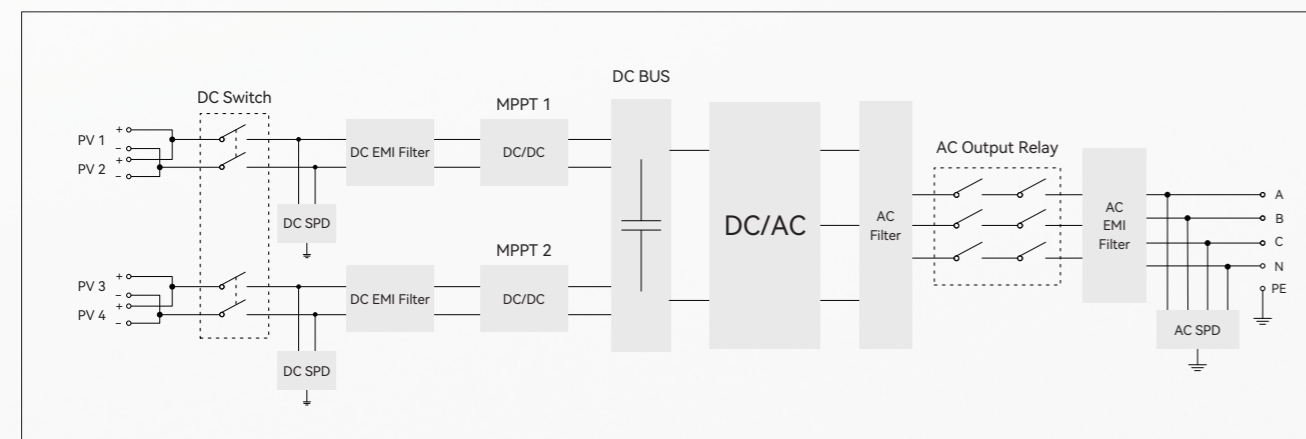 DC BUS
DC Switch
MPPT 1
PV 1
+
–
PV 2
+
–
DC EMI Filter
DC/DC
DC SPD
MPPT 2
PV 3
+
–
PV 4
+
–
DC EMI Filter
DC/DC
DC SPD
DC/AC
AC
Filter
AC Output Relay
AC
EMI
Filter
A
B
C
N
PE
AC SPD